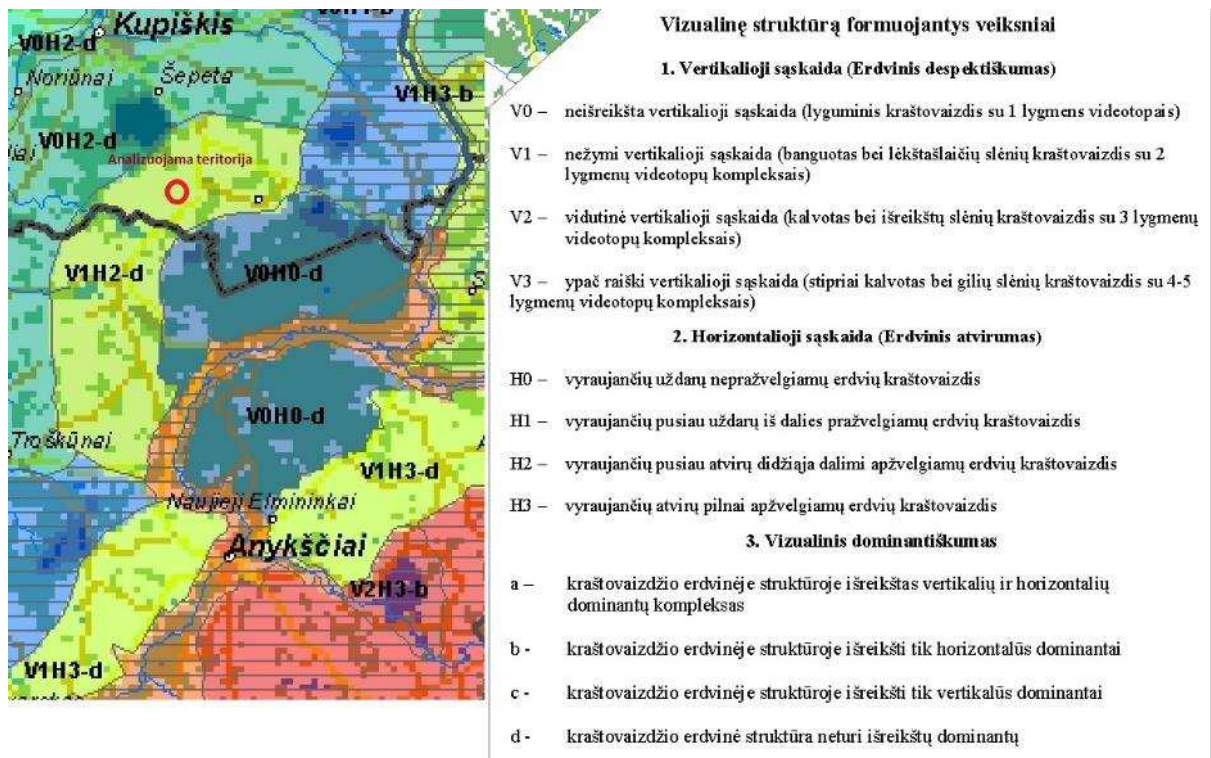 V0H2-d
Kupiškis
Noriūnai
Šepeta
V1H3-b
V0H2-d
Analizuojama teritorija
V1H2-d
V0H0-d
Troškūnai
V0H0-d
V1H3-d
Naujieji Elmininkai
Anykščiai
V2H3-b
V1H3-d
Vizualinę struktūrą formuojantys veiksniai
1. Vertikalioji sąskaida (Erdvinis despektiškumas)
V0 – neišreikšta vertikalioji sąskaida (lyguminis kraštovaizdis su 1 lygmens videotopais)
V1 – nežymi vertikalioji sąskaida (banguotas bei lėkštašlaičių slėnių kraštovaizdis su 2
lygmenų videotopų kompleksais)
V2 – vidutinė vertikalioji sąskaida (kalvotas bei išreikštų slėnių kraštovaizdis su 3 lygmenų
videotopų kompleksais)
V3 – ypač raiški vertikalioji sąskaida (stipriai kalvotas bei gilių slėnių kraštovaizdis su 4-5
lygmenų videotopų kompleksais)
2. Horizontalioji sąskaida (Erdvinis atvirumas)
H0 – vyraujančių uždarų nepražvelgiamų erdvių kraštovaizdis
H1 – vyraujančių pusiau uždarų iš dalies pražvelgiamų erdvių kraštovaizdis
H2 – vyraujančių pusiau atvirų didžiąja dalimi apžvelgiamų erdvių kraštovaizdis
H3 – vyraujančių atvirų pilnai apžvelgiamų erdvių kraštovaizdis
3. Vizualinis dominantiškumas
a – kraštovaizdžio erdvinėje struktūroje išreikštas vertikalių ir horizontalių
dominantų kompleksas
b - kraštovaizdžio erdvinėje struktūroje išreikšti tik horizontalūs dominantai
c - kraštovaizdžio erdvinėje struktūroje išreikšti tik vertikalūs dominantai
d - kraštovaizdžio erdvinė struktūra neturi išreikštų dominantų